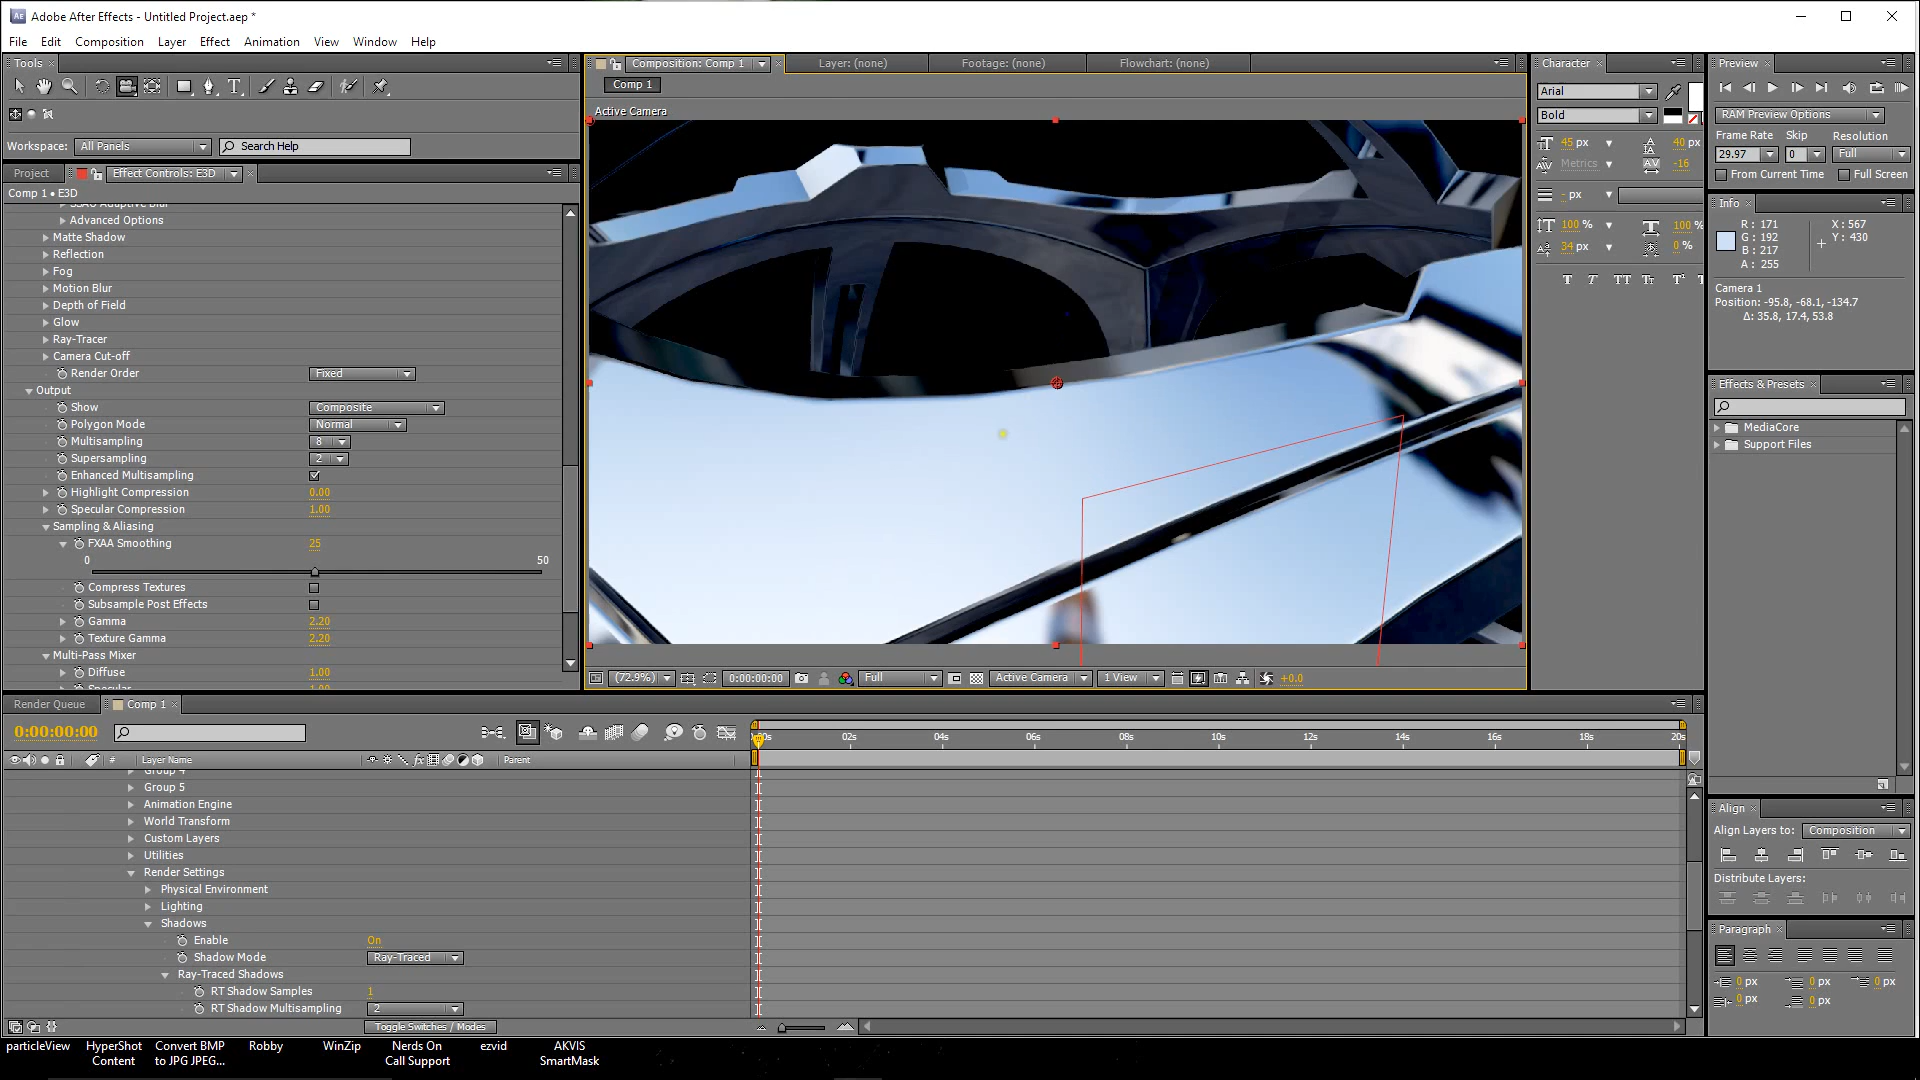 Adobe After Effects - Untitled Project.aep *
File Edit Composition Layer Effect Animation View Window Help
Tools
Workspace: All Panels Search Help
Project Effect Controls: E3D
Comp 1 • E3D
SSAO Adaptive Blur
Advanced Options
Matte Shadow
Reflection
Fog
Motion Blur
Depth of Field
Glow
Ray-Tracer
Camera Cut-off
Render Order Fixed
Output
Show Composite
Polygon Mode Normal
Multisampling 8
Supersampling 2
Enhanced Multisampling
Highlight Compression 0.00
Specular Compression 1.00
Sampling & Aliasing
FXAA Smoothing 25
0 50
Compress Textures
Subsample Post Effects
Gamma 2.20
Texture Gamma 2.20
Multi-Pass Mixer
Diffuse 1.00
Specular 1.00
Composition: Comp 1 Layer: (none) Footage: (none) Flowchart: (none)
Comp 1
Active Camera
(72.9%) 0:00:00:00 Full Active Camera 1 View +0.0
Character
Arial
Bold
45 px 40 px
Metrics -16
- px
100 % 100 %
34 px 0 %
T T TT Tt T¹ T
Preview
RAM Preview Options
Frame Rate Skip Resolution
29.97 0 Full
From Current Time Full Screen
Info
R: 171 X: 567
G: 192 Y: 430
B: 217
A: 255
Camera 1
Position: -95.8, -68.1, -134.7
Δ: 35.8, 17.4, 53.8
Effects & Presets
MediaCore
Support Files
Align
Align Layers to: Composition
Distribute Layers:
Paragraph
0 px 0 px 0 px
0 px 0 px
Render Queue Comp 1
0:00:00:00
# Layer Name fx Parent
:00s 02s 04s 06s 08s 10s 12s 14s 16s 18s 20s
Group 4
Group 5
Animation Engine
World Transform
Custom Layers
Utilities
Render Settings
Physical Environment
Lighting
Shadows
Enable On
Shadow Mode Ray-Traced
Ray-Traced Shadows
RT Shadow Samples 1
RT Shadow Multisampling 2
Toggle Switches / Modes
particleView HyperShot Convert BMP Robby WinZip Nerds On ezvid AKVIS
Content to JPG JPEG... Call Support SmartMask